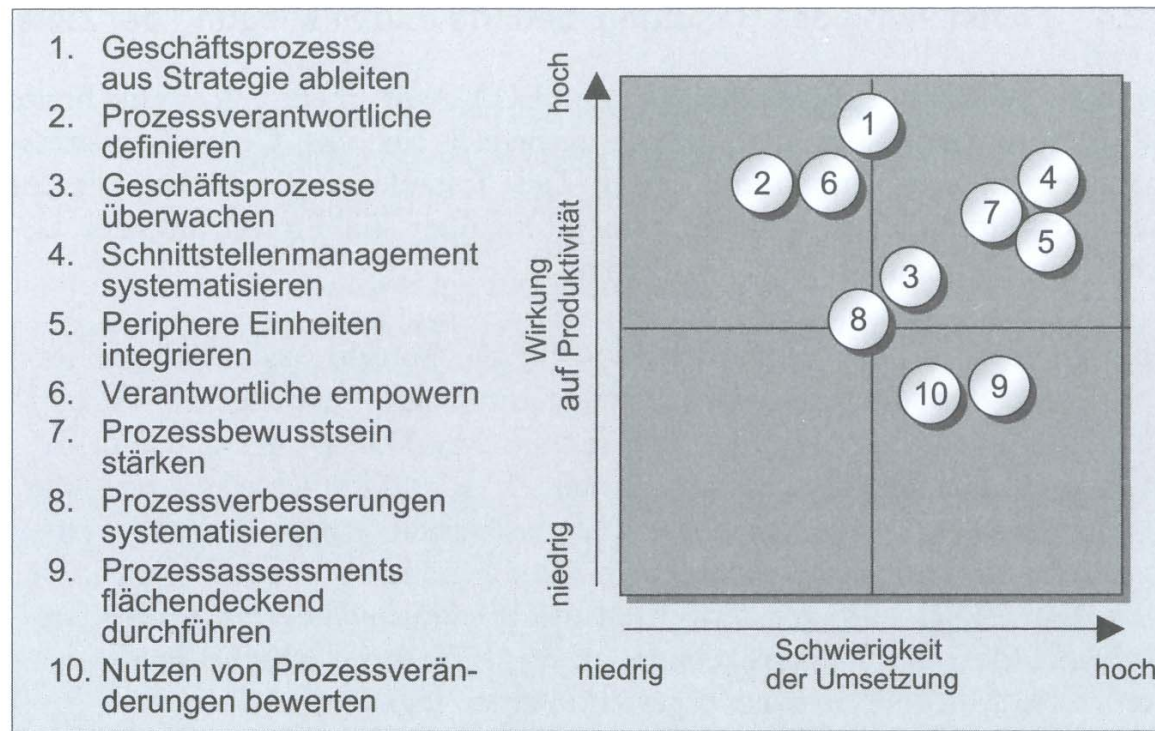 1. Geschäftsprozesse
aus Strategie ableiten
2. Prozessverantwortliche
definieren
3. Geschäftsprozesse
überwachen
4. Schnittstellenmanagement
systematisieren
5. Periphere Einheiten
integrieren
6. Verantwortliche empowern
7. Prozessbewusstsein
stärken
8. Prozessverbesserungen
systematisieren
9. Prozessassessments
flächendeckend
durchführen
10. Nutzen von Prozessverän-
derungen bewerten
hoch
Wirkung
auf Produktivität
niedrig
1
2
6
4
7
5
3
8
10
9
niedrig
Schwierigkeit
der Umsetzung
hoch